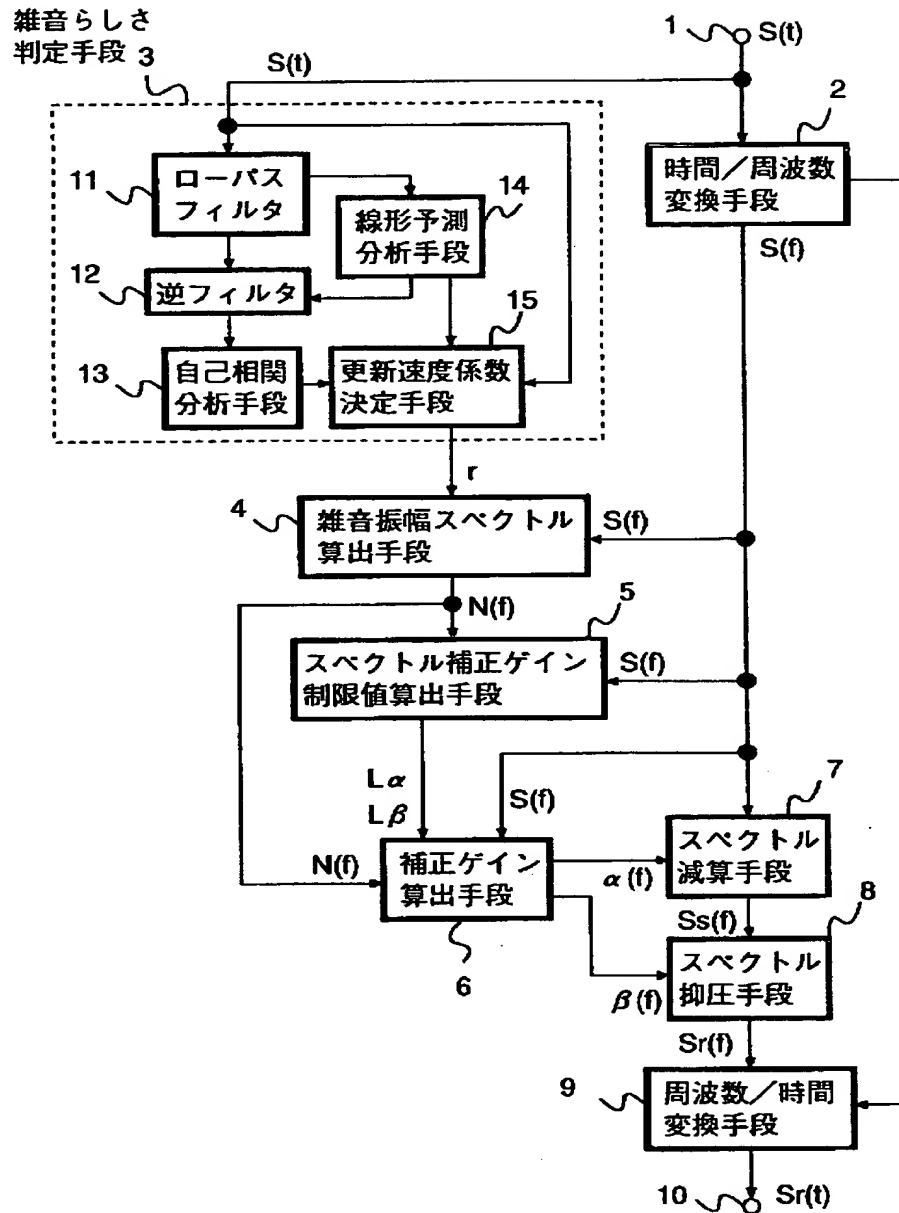 雑音らしさ
判定手段 3
1
S(t)
S(t)
2
時間／周波数
変換手段
S(f)
11
ローパス
フィルタ
14
線形予測
分析手段
12
逆フィルタ
15
13
自己相関
分析手段
更新速度係数
決定手段
r
4
雑音振幅スペクトル
算出手段
S(f)
N(f)
5
スペクトル補正ゲイン
制限値算出手段
S(f)
Lα
Lβ
S(f)
7
N(f)
補正ゲイン
算出手段
6
α(f)
スペクトル
減算手段
Ss(f)
8
β(f)
スペクトル
抑圧手段
Sr(f)
9
周波数／時間
変換手段
10
Sr(t)